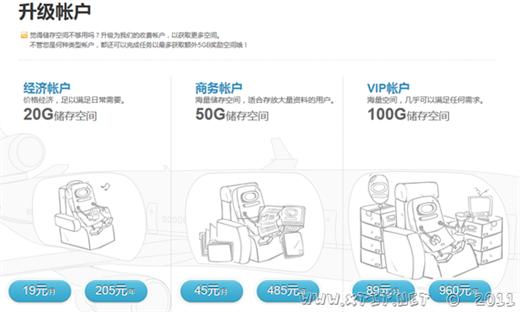 升级帐户
觉得储存空间不够用吗？升级为我们的收费帐户，以获取更多空间。
不管您是何种类型帐户，都还可以完成任务以最多获取额外5GB奖励空间哦！
经济帐户
价格经济，足以满足日常需要。
20G储存空间
商务帐户
海量储存空间，适合存放大量资料的用户。
50G储存空间
VIP帐户
海量空间，几乎可以满足任何需求。
100G储存空间
19元/月
205元/年
45元/月
485元/年
89元/月
960元/年
WWW.XTIT.NET © 2011